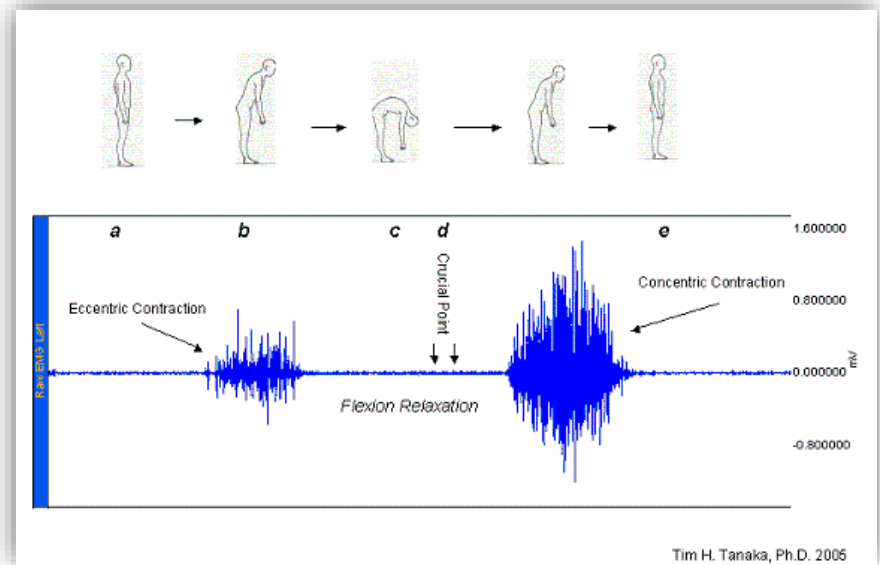 a b c d e
Crucial Point
Eccentric Contraction
Concentric Contraction
Flexion Relaxation
Raw EMG Left
1.600000
0.800000
0.000000
-0.800000
mV
Tim H. Tanaka, Ph.D. 2005